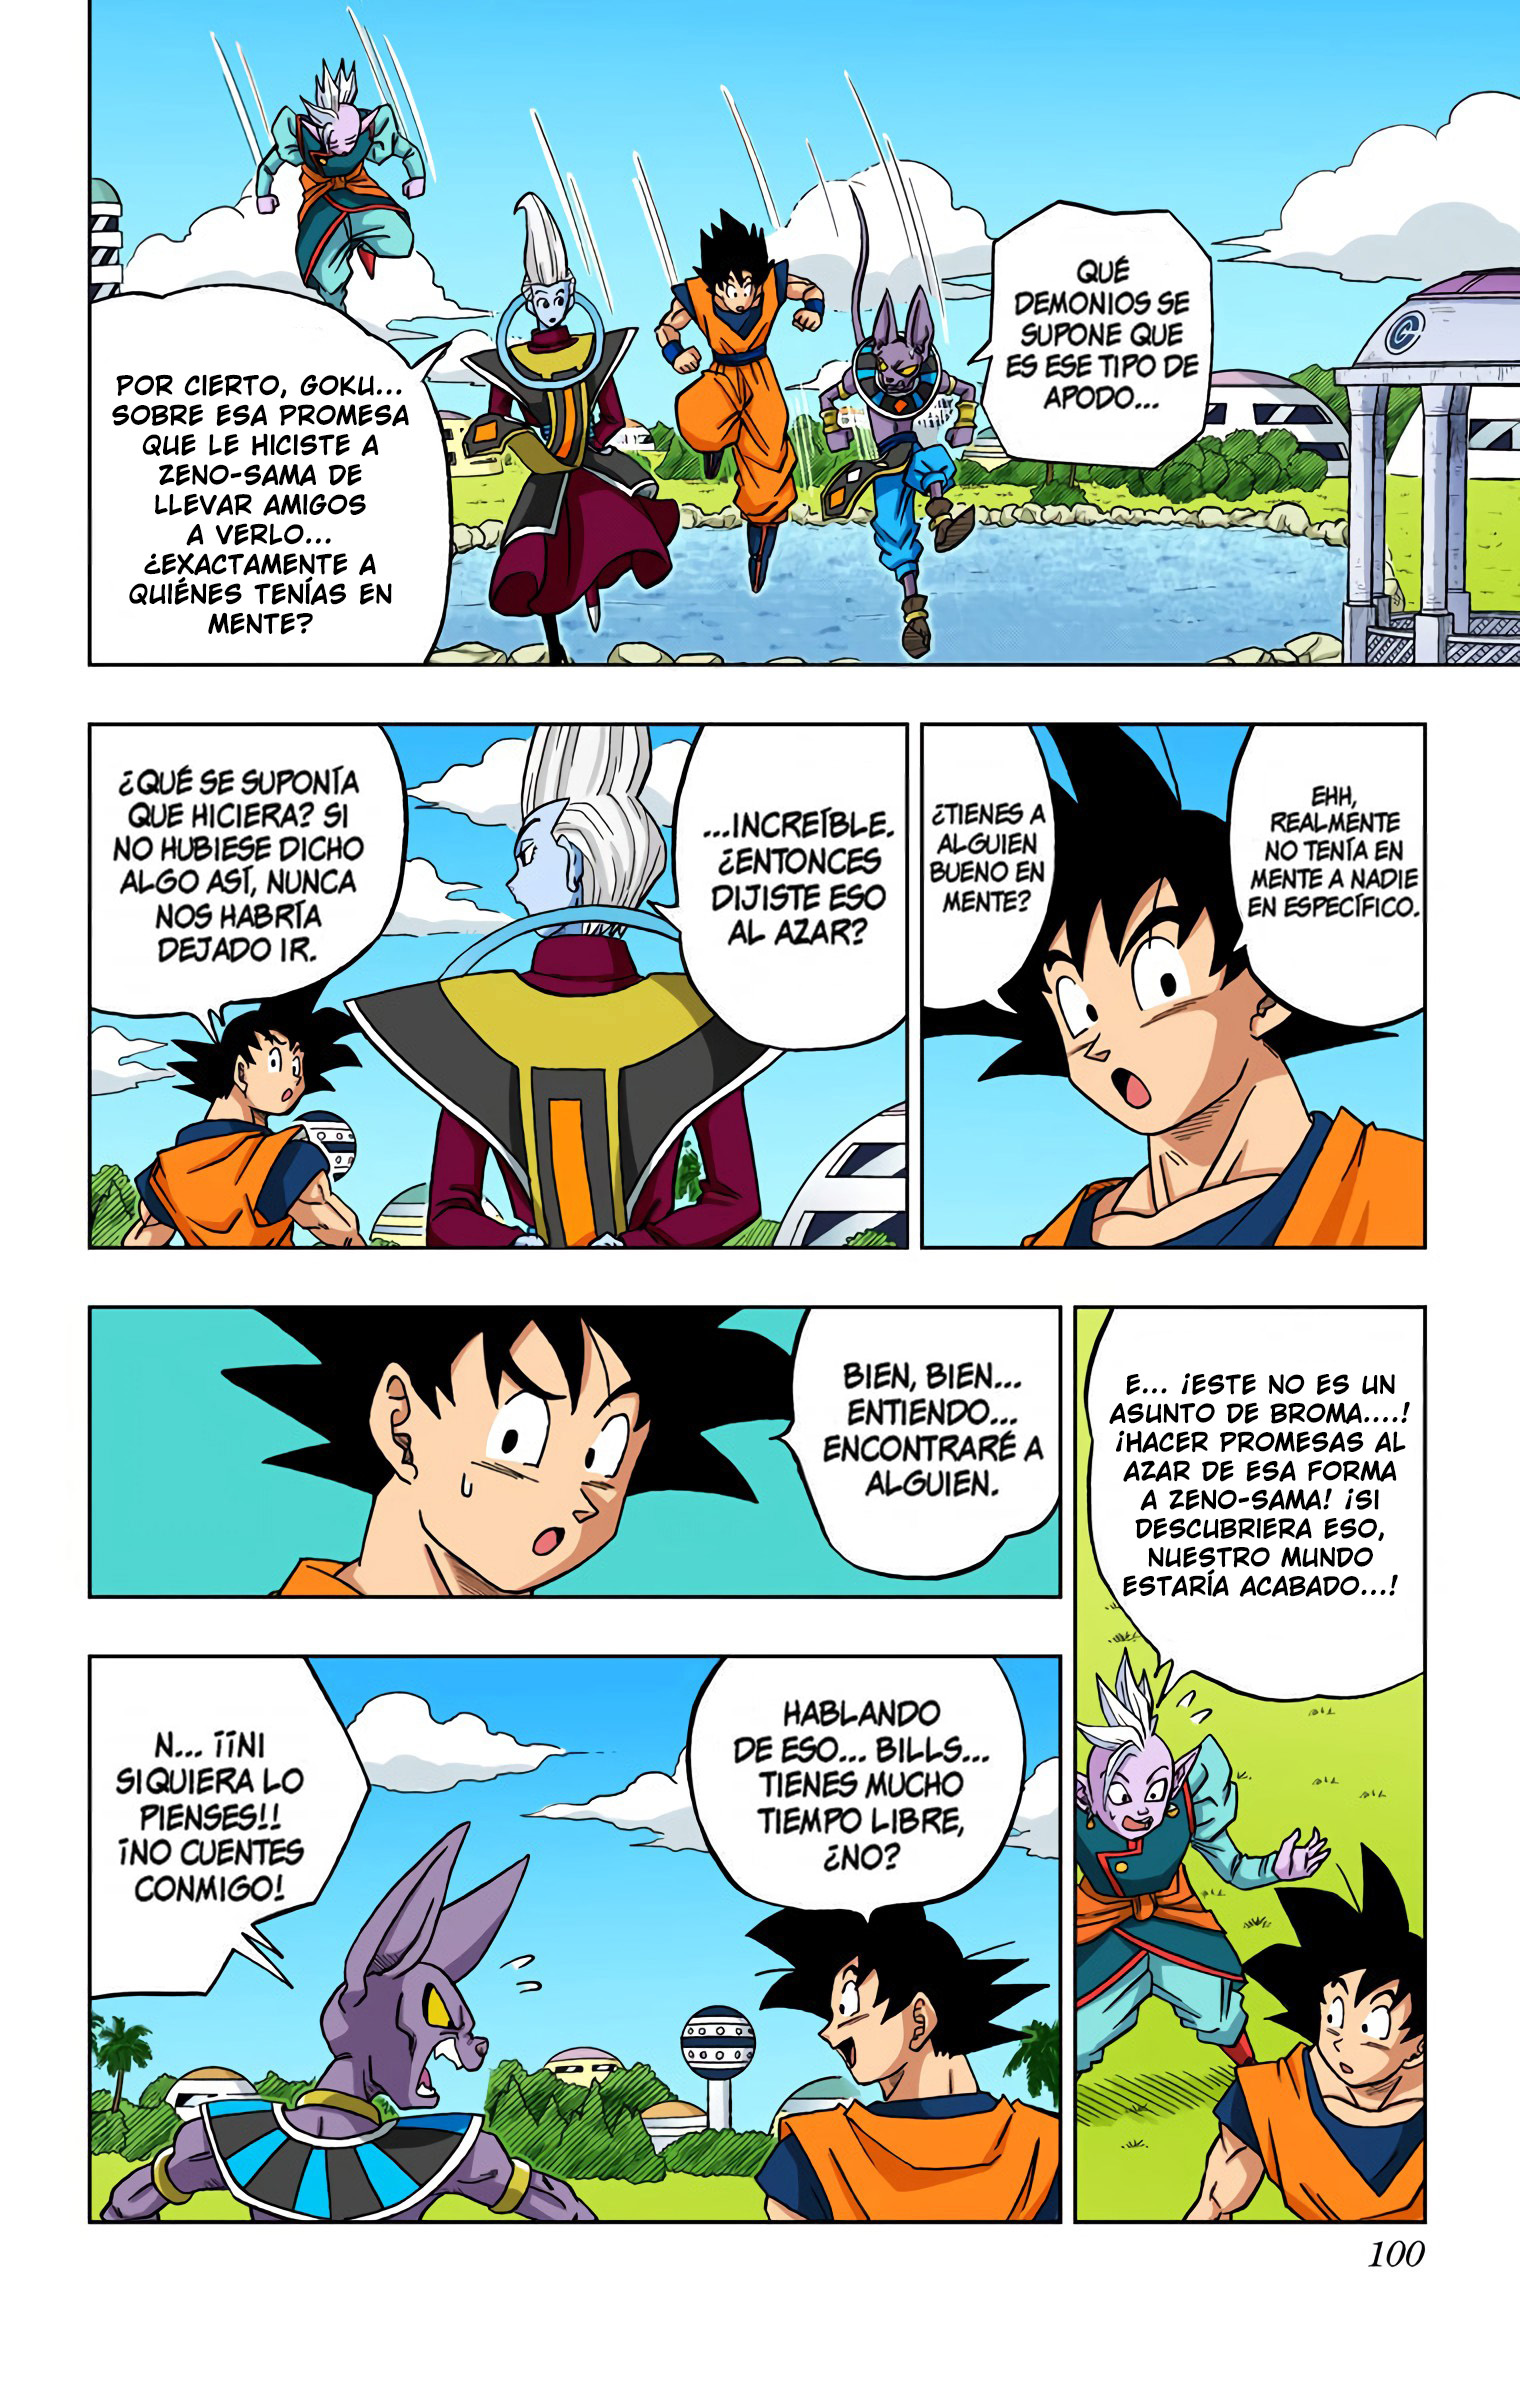 QUÉ
DEMONIOS SE
SUPONE QUE
ES ESE TIPO DE
APODO...
POR CIERTO, GOKU...
SOBRE ESA PROMESA
QUE LE HICISTE A
ZENO-SAMA DE
LLEVAR AMIGOS
A VERLO...
¿EXACTAMENTE A
QUIÉNES TENÍAS EN
MENTE?
EHH,
REALMENTE
NO TENÍA EN
MENTE A NADIE
EN ESPECÍFICO.
¿TIENES A
ALGUIEN
BUENO EN
MENTE?
...INCREÍBLE.
¿ENTONCES
DIJISTE ESO
AL AZAR?
¿QUÉ SE SUPONÍA
QUE HICIERA? SI
NO HUBIESE DICHO
ALGO ASÍ, NUNCA
NOS HABRÍA
DEJADO IR.
E... ¡ESTE NO ES UN
ASUNTO DE BROMA....!
¡HACER PROMESAS AL
AZAR DE ESA FORMA
A ZENO-SAMA! ¡SI
DESCUBRIERA ESO,
NUESTRO MUNDO
ESTARÍA ACABADO...!
BIEN, BIEN...
ENTIENDO...
ENCONTRARÉ A
ALGUIEN.
HABLANDO
DE ESO... BILLS...
TIENES MUCHO
TIEMPO LIBRE,
¿NO?
N... ¡¡NI
SIQUIERA LO
PIENSES!!
¡NO CUENTES
CONMIGO!
100